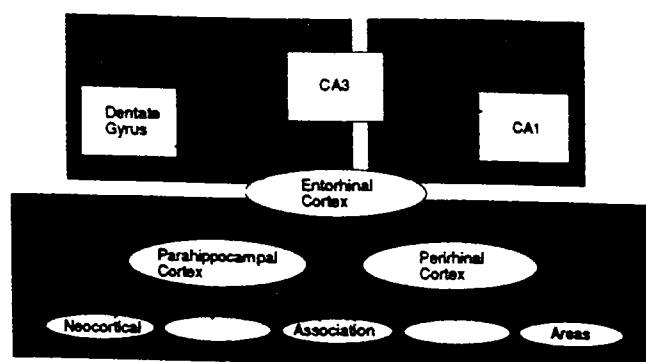 CA3
Dentate
Gyrus
CA1
Entorhinal
Cortex
Parahippocampal
Cortex
Perirhinal
Cortex
Neocortical
Association
Areas